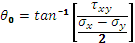 θ₀ = tan⁻¹ [ τxy / ( (σx − σy) / 2 ) ]